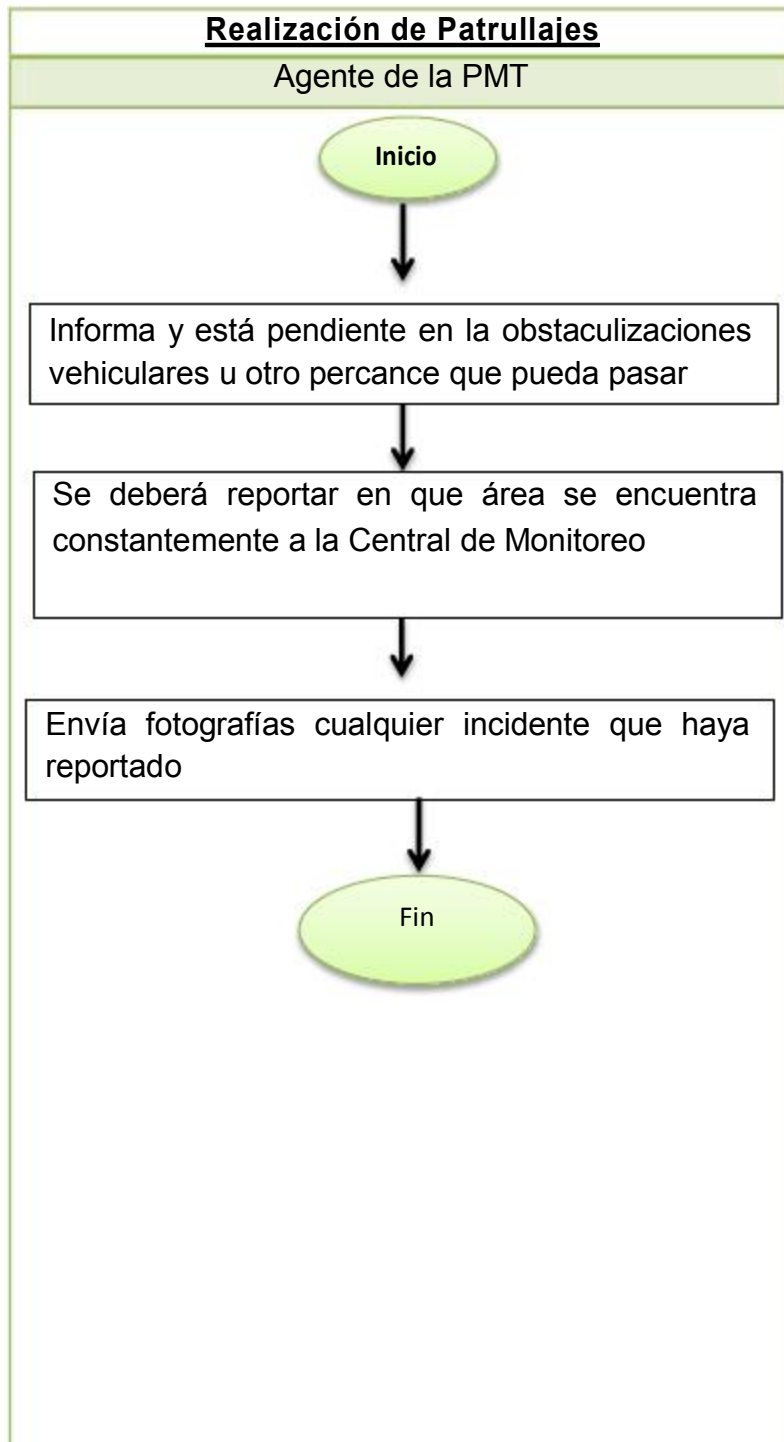 Realización de Patrullajes
Agente de la PMT
Inicio
Informa y está pendiente en la obstaculizaciones
vehiculares u otro percance que pueda pasar
Se deberá reportar en que área se encuentra
constantemente a la Central de Monitoreo
Envía fotografías cualquier incidente que haya
reportado
Fin